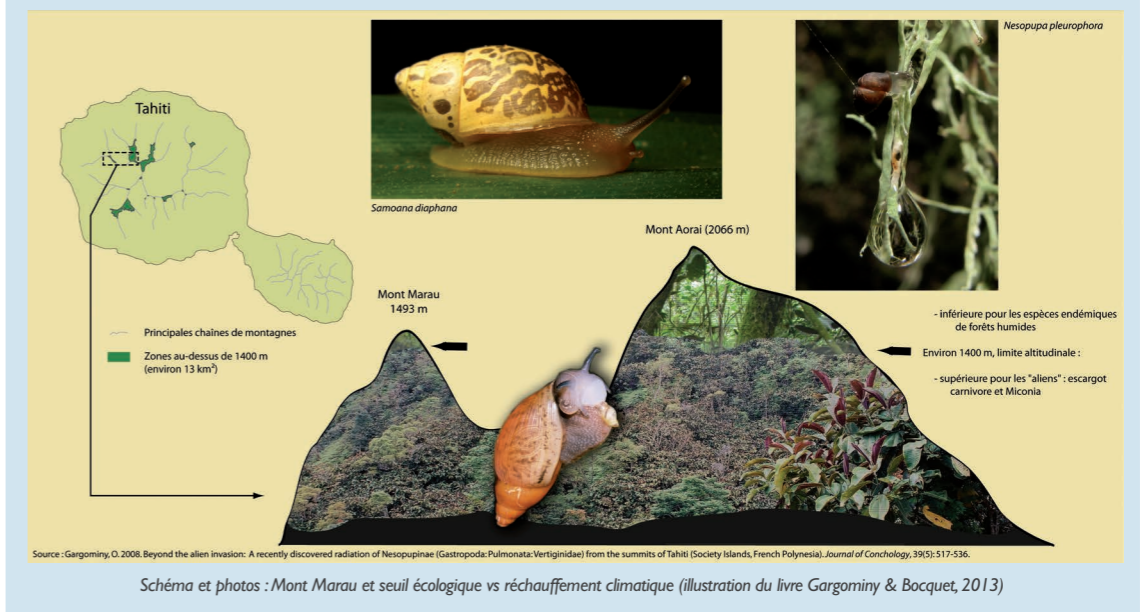 Nesopupa pleurophora
Tahiti
Samoana diaphana
Mont Aorai (2066 m)
Mont Marau
1493 m
Principales chaînes de montagnes
Zones au-dessus de 1400 m
(environ 13 km²)
- inférieure pour les espèces endémiques
de forêts humides
Environ 1400 m, limite altitudinale :
- supérieure pour les "aliens" : escargot
carnivore et Miconia
Source : Gargominy, O. 2008. Beyond the alien invasion: A recently discovered radiation of Nesopupinae (Gastropoda: Pulmonata: Vertiginidae) from the summits of Tahiti (Society Islands, French Polynesia). Journal of Conchology, 39(5): 517-536.
Schéma et photos : Mont Marau et seuil écologique vs réchauffement climatique (illustration du livre Gargominy & Bocquet, 2013)